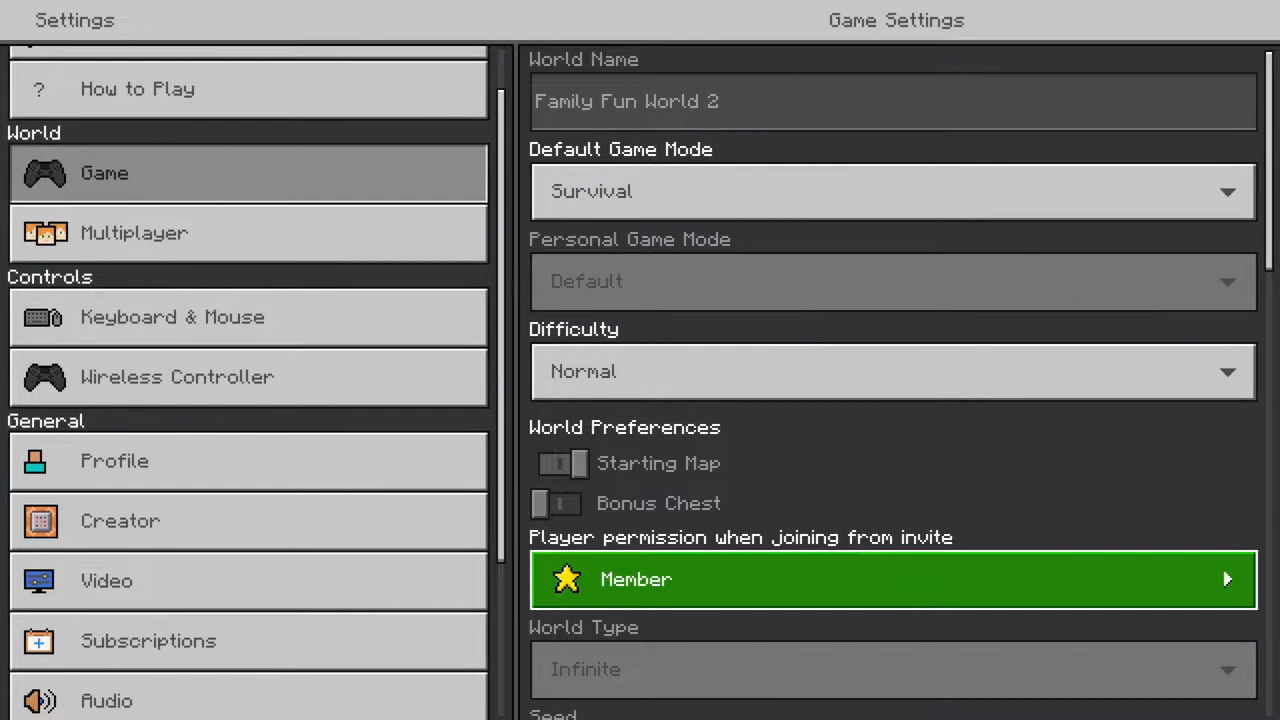 Settings
Game Settings
? How to Play
World
Game
Multiplayer
Controls
Keyboard & Mouse
Wireless Controller
General
Profile
Creator
Video
Subscriptions
Audio
World Name
Family Fun World 2
Default Game Mode
Survival
Personal Game Mode
Default
Difficulty
Normal
World Preferences
Starting Map
Bonus Chest
Player permission when joining from invite
Member
World Type
Infinite
Seed